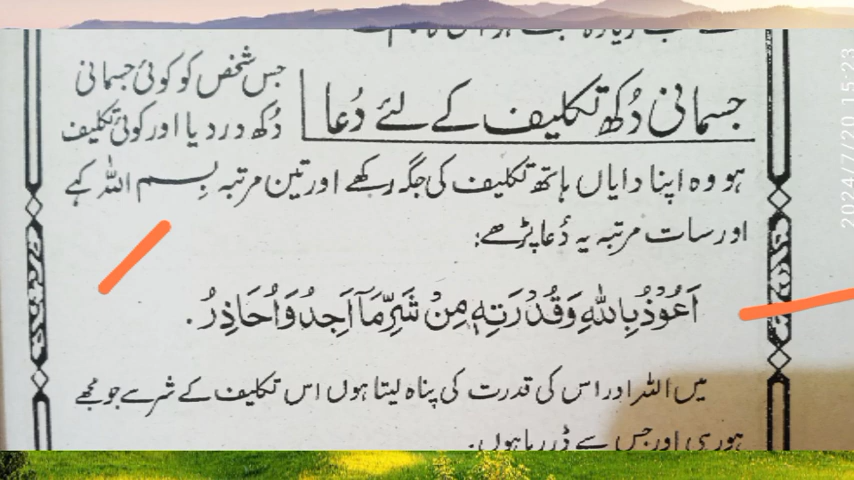 جسمانی دُکھ تکلیف کے لئے دُعا
جس شخص کو کوئی جسمانی
دُکھ درد یا اور کوئی تکلیف
ہو وہ اپنا دایاں ہاتھ تکلیف کی جگہ رکھے اور تین مرتبہ بِسم اللہ کہے
اور سات مرتبہ یہ دُعا پڑھے:
اَعُوْذُ بِاللهِ وَقُدْرَتِهٖ مِنْ شَرِّ مَآ اَجِدُ وَاُحَاذِرُ.
میں اللہ اور اس کی قدرت کی پناہ لیتا ہوں اس تکلیف کے شر سے جو مجھے
ہو رہی اور جس سے ڈر رہا ہوں.
2024/7/20 15:23